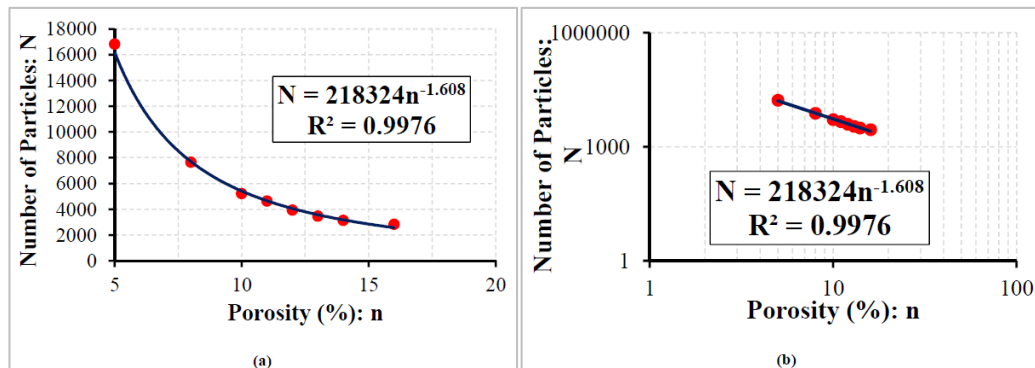 18000
16000
14000
12000
10000
8000
6000
4000
2000
0
5
10
15
20
Number of Particles: N
Porosity (%): n
N = 218324n^-1.608
R² = 0.9976
(a)
1000000
1000
1
1
10
100
Number of Particles:
N
Porosity (%): n
N = 218324n^-1.608
R² = 0.9976
(b)